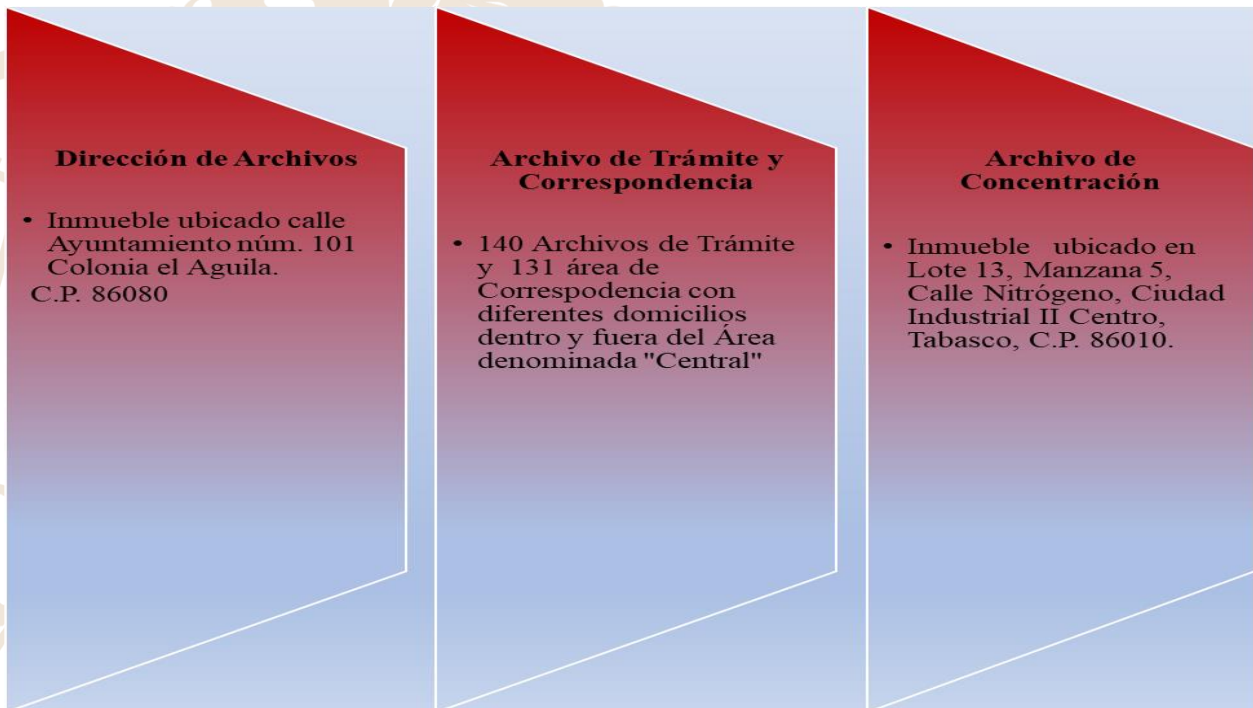 Dirección de Archivos
• Inmueble ubicado calle
Ayuntamiento núm. 101
Colonia el Aguila.
C.P. 86080
Archivo de Trámite y
Correspondencia
• 140 Archivos de Trámite
y 131 área de
Correspodencia con
diferentes domicilios
dentro y fuera del Área
denominada "Central"
Archivo de
Concentración
• Inmueble ubicado en
Lote 13, Manzana 5,
Calle Nitrógeno, Ciudad
Industrial II Centro,
Tabasco, C.P. 86010.